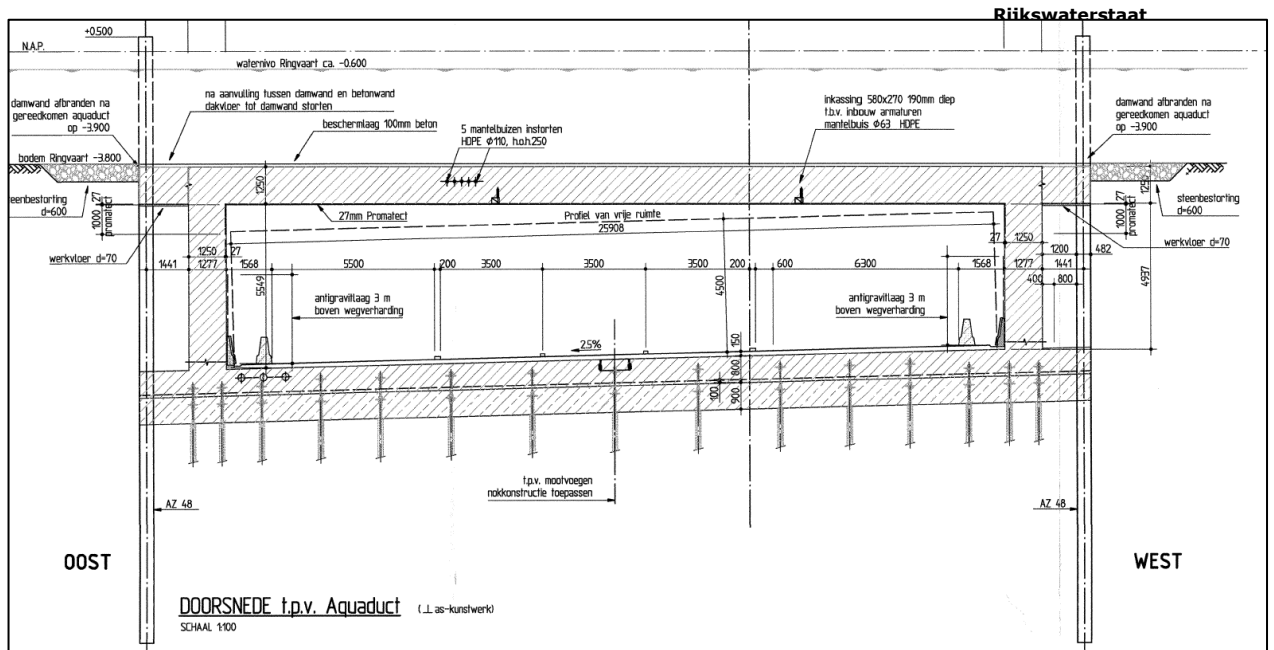 Rijkswaterstaat
+0.500
N.A.P.
waternivo Ringvaart ca. -0.600
na aanvulling tussen damwand en betonwand
dakvloer tot damwand storten
damwand afbranden na
gereedkomen aquaduct
op -3.900
beschermlaag 100mm beton
5 mantelbuizen instorten
HDPE ϕ110, h.o.h.250
inkassing 580x270 190mm diep
t.b.v. inbouw armaturen
mantelbuis ϕ63 HDPE
damwand afbranden na
gereedkomen aquaduct
op -3.900
bodem Ringvaart -3.800
steenbestorting
d=600
1250
27
1000
promatect
werkvloer d=70
27mm Promatect
Profiel van vrije ruimte
25908
1250
27
1000
promatect
steenbestorting
d=600
werkvloer d=70
1250 27
27 1250
1200 482
1441 1277 1568 5500 200 3500 3500 3500 200 600 6300 1568 1277 1441
400 800
5549
4500
4937
antigravitlaag 3 m
boven wegverharding
antigravitlaag 3 m
boven wegverharding
2.5%
150
800
100
900
t.p.v. mootvoegen
nokkonstructie toepassen
AZ 48
AZ 48
OOST
WEST
DOORSNEDE t.p.v. Aquaduct (⊥ as-kunstwerk)
SCHAAL 1:100